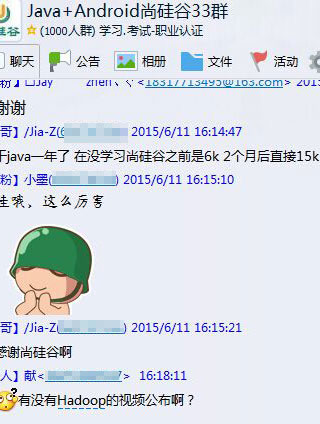 Java+Android尚硅谷33群
(1000人群) 学习.考试-职业认证
聊天 公告 相册 文件 活动
粉】□Jay zhen 18317713495@163.com> 201
谢谢
哥】/Jia-Z( 2015/6/11 16:14:47
java一年了 在没学习尚硅谷之前是6k 2个月后直接15k
粉】小墨( ) 2015/6/11 16:15:10
哇哦，这么厉害
哥】/Jia-Z( ) 2015/6/11 16:15:21
感谢尚硅谷啊
人】献< > 16:18:11
有没有Hadoop的视频公布啊？